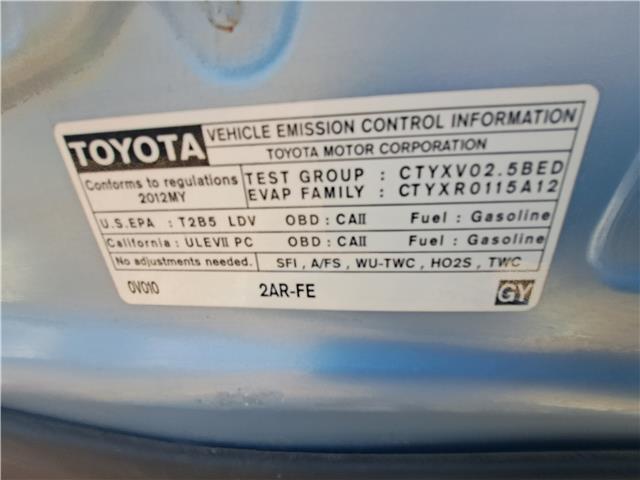 TOYOTA VEHICLE EMISSION CONTROL INFORMATION
TOYOTA MOTOR CORPORATION
Conforms to regulations
2012MY
TEST GROUP : CTYXV02.5BED
EVAP FAMILY : CTYXR0115A12
U.S.EPA : T2B5 LDV OBD : CAII Fuel : Gasoline
California : ULEVII PC OBD : CAII Fuel : Gasoline
No adjustments needed. SFI , A/FS , WU-TWC , HO2S , TWC
0V010 2AR-FE GY